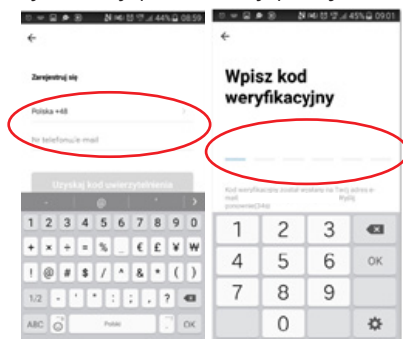 44% 08:59
Zarejestruj się
Polska +48
Nr telefonu/e-mail
Uzyskaj kod uwierzytelnienia
- @ . >
1 2 3 4 5 6 7 8 9 0
+ × ÷ = % _ € £ ¥ ₩
! @ # $ / ^ & * ( )
1/2 - ' " : ; , ?
ABC Polski . OK
45% 09:01
Wpisz kod
weryfikacyjny
Kod weryfikacyjny został wysłany na Twój adres e-
mail Wyślij
ponownie(34s)
1 2 3
4 5 6 OK
7 8 9
0